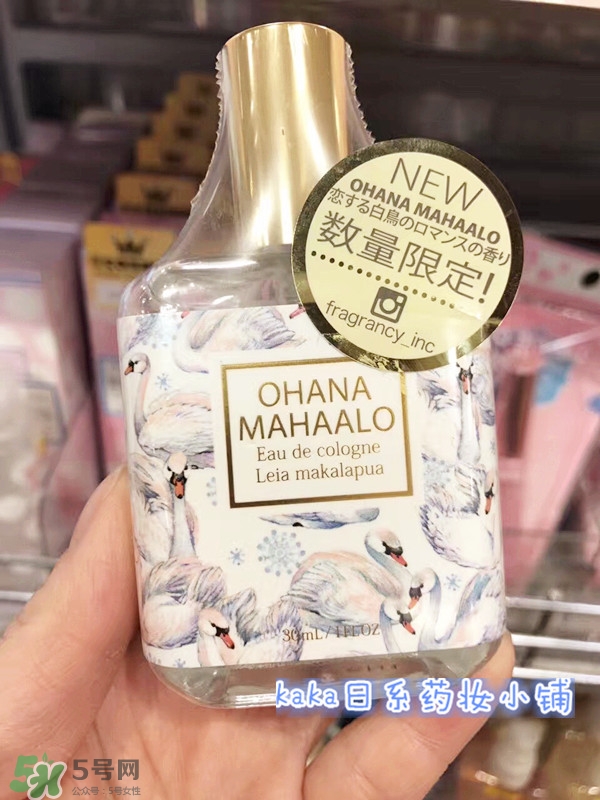 NEW
OHANA MAHAALO
恋する白鳥のロマンスの香り
数量限定!
fragrancy_inc
OHANA
MAHAALO
Eau de cologne
Leia makalapua
30mL/1FL.OZ
kaka日系药妆小铺
5号网
公众号:5号女性